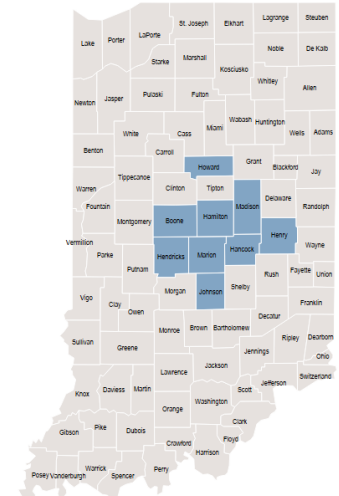 Lake
Porter
LaPorte
St. Joseph
Elkhart
Lagrange
Steuben
Starke
Marshall
Kosciusko
Noble
De Kalb
Newton
Jasper
Pulaski
Fulton
Whitley
Allen
White
Cass
Miami
Wabash
Huntington
Wells
Adams
Benton
Carroll
Howard
Grant
Blackford
Jay
Warren
Tippecanoe
Clinton
Tipton
Madison
Delaware
Randolph
Fountain
Montgomery
Boone
Hamilton
Henry
Wayne
Vermillion
Parke
Putnam
Hendricks
Marion
Hancock
Rush
Fayette
Union
Vigo
Clay
Owen
Morgan
Johnson
Shelby
Franklin
Sullivan
Greene
Monroe
Brown
Bartholomew
Decatur
Ripley
Dearborn
Ohio
Switzerland
Knox
Daviess
Martin
Lawrence
Jackson
Jennings
Jefferson
Scott
Gibson
Pike
Dubois
Orange
Washington
Clark
Floyd
Harrison
Crawford
Posey
Vanderburgh
Warrick
Spencer
Perry